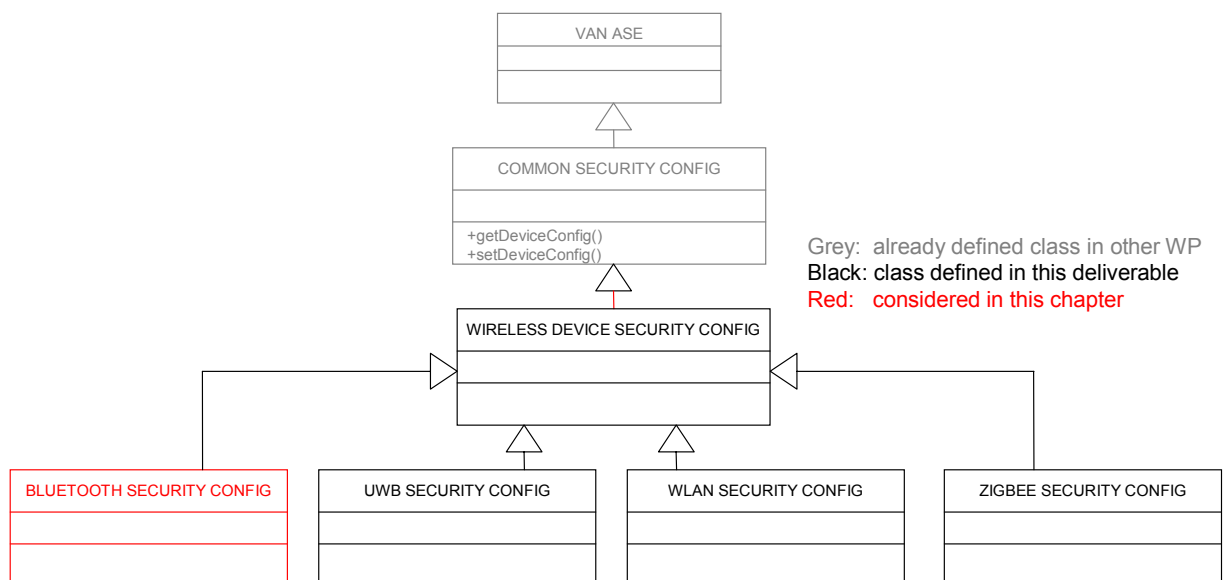 VAN ASE
COMMON SECURITY CONFIG
+getDeviceConfig()
+setDeviceConfig()
Grey: already defined class in other WP
Black: class defined in this deliverable
Red: considered in this chapter
WIRELESS DEVICE SECURITY CONFIG
BLUETOOTH SECURITY CONFIG
UWB SECURITY CONFIG
WLAN SECURITY CONFIG
ZIGBEE SECURITY CONFIG